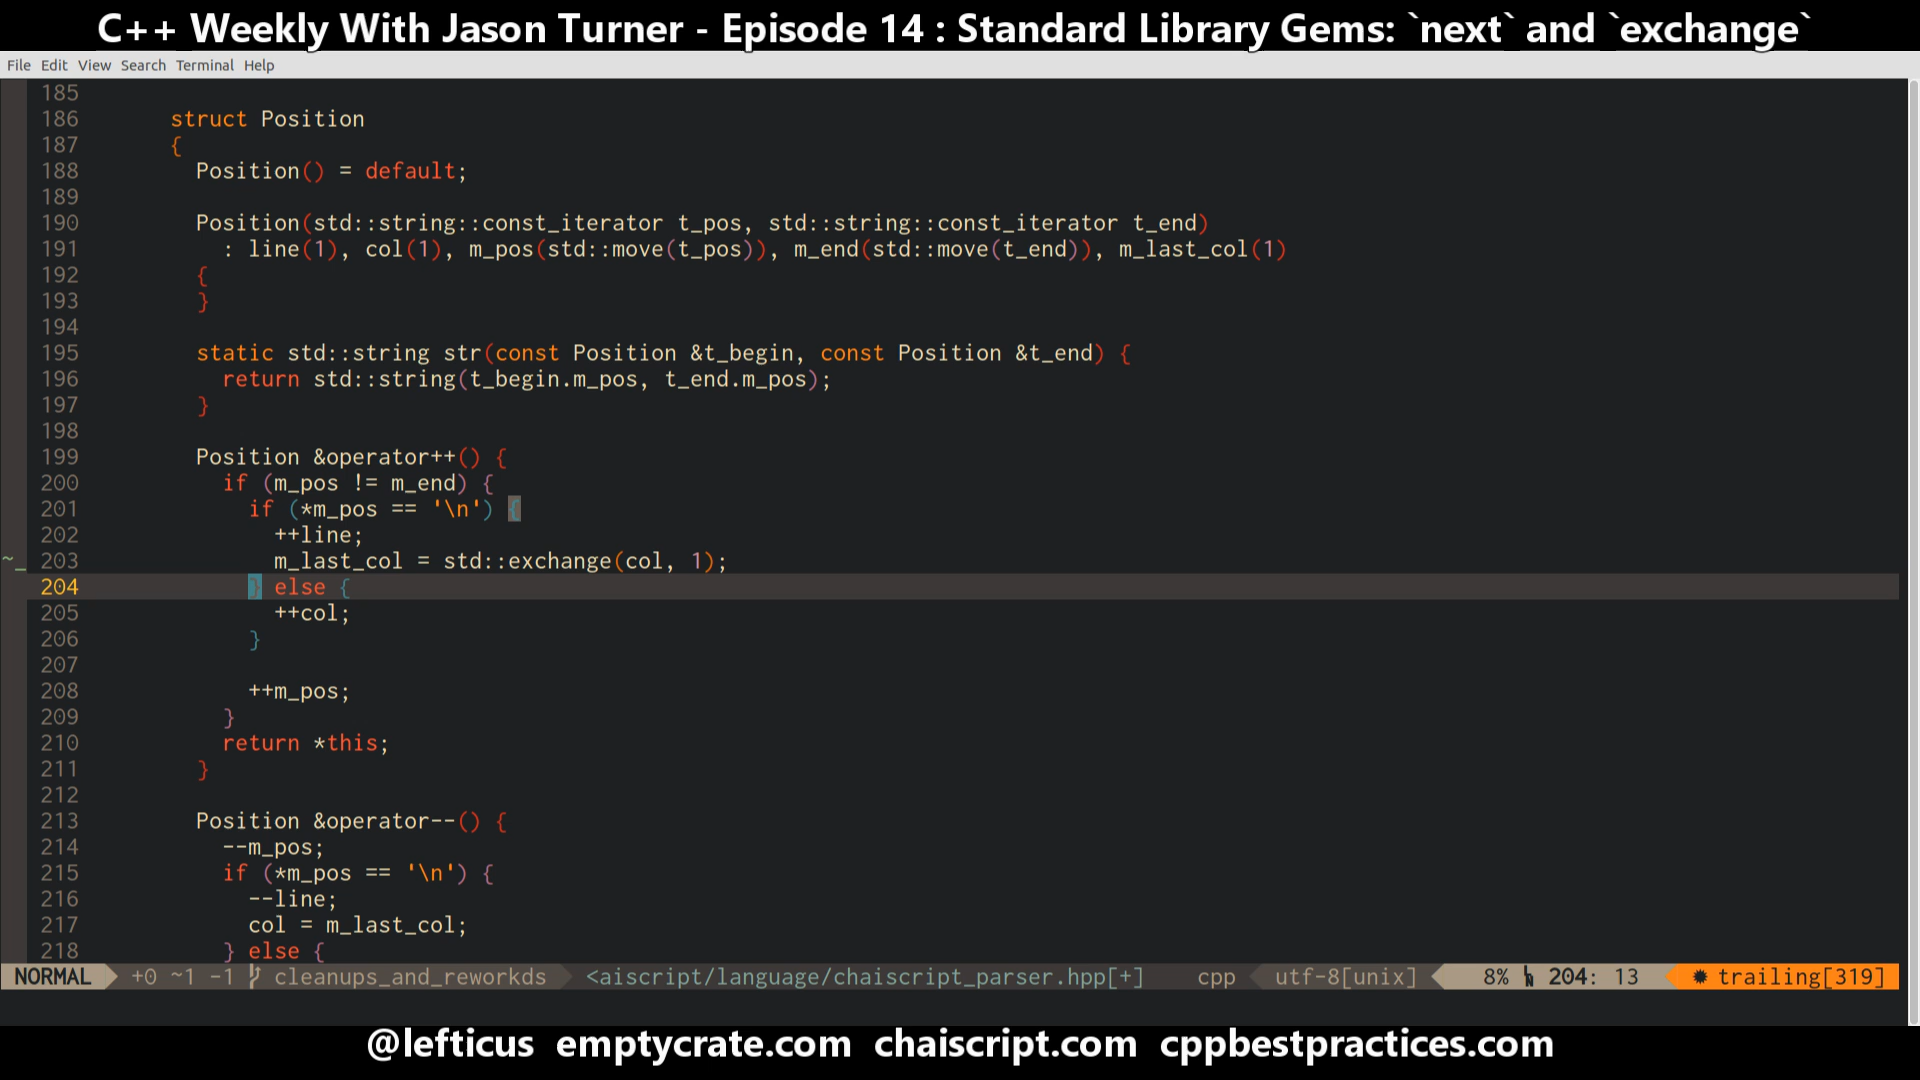 C++ Weekly With Jason Turner - Episode 14 : Standard Library Gems: `next` and `exchange`
File Edit View Search Terminal Help
185
186 struct Position
187 {
188 Position() = default;
189
190 Position(std::string::const_iterator t_pos, std::string::const_iterator t_end)
191 : line(1), col(1), m_pos(std::move(t_pos)), m_end(std::move(t_end)), m_last_col(1)
192 {
193 }
194
195 static std::string str(const Position &t_begin, const Position &t_end) {
196 return std::string(t_begin.m_pos, t_end.m_pos);
197 }
198
199 Position &operator++() {
200 if (m_pos != m_end) {
201 if (*m_pos == '\n') {
202 ++line;
~_ 203 m_last_col = std::exchange(col, 1);
204 } else {
205 ++col;
206 }
207
208 ++m_pos;
209 }
210 return *this;
211 }
212
213 Position &operator--() {
214 --m_pos;
215 if (*m_pos == '\n') {
216 --line;
217 col = m_last_col;
218 } else {
NORMAL +0 ~1 -1 cleanups_and_reworkds <aiscript/language/chaiscript_parser.hpp[+] cpp utf-8[unix] 8% 204: 13 trailing[319]
@lefticus emptycrate.com chaiscript.com cppbestpractices.com